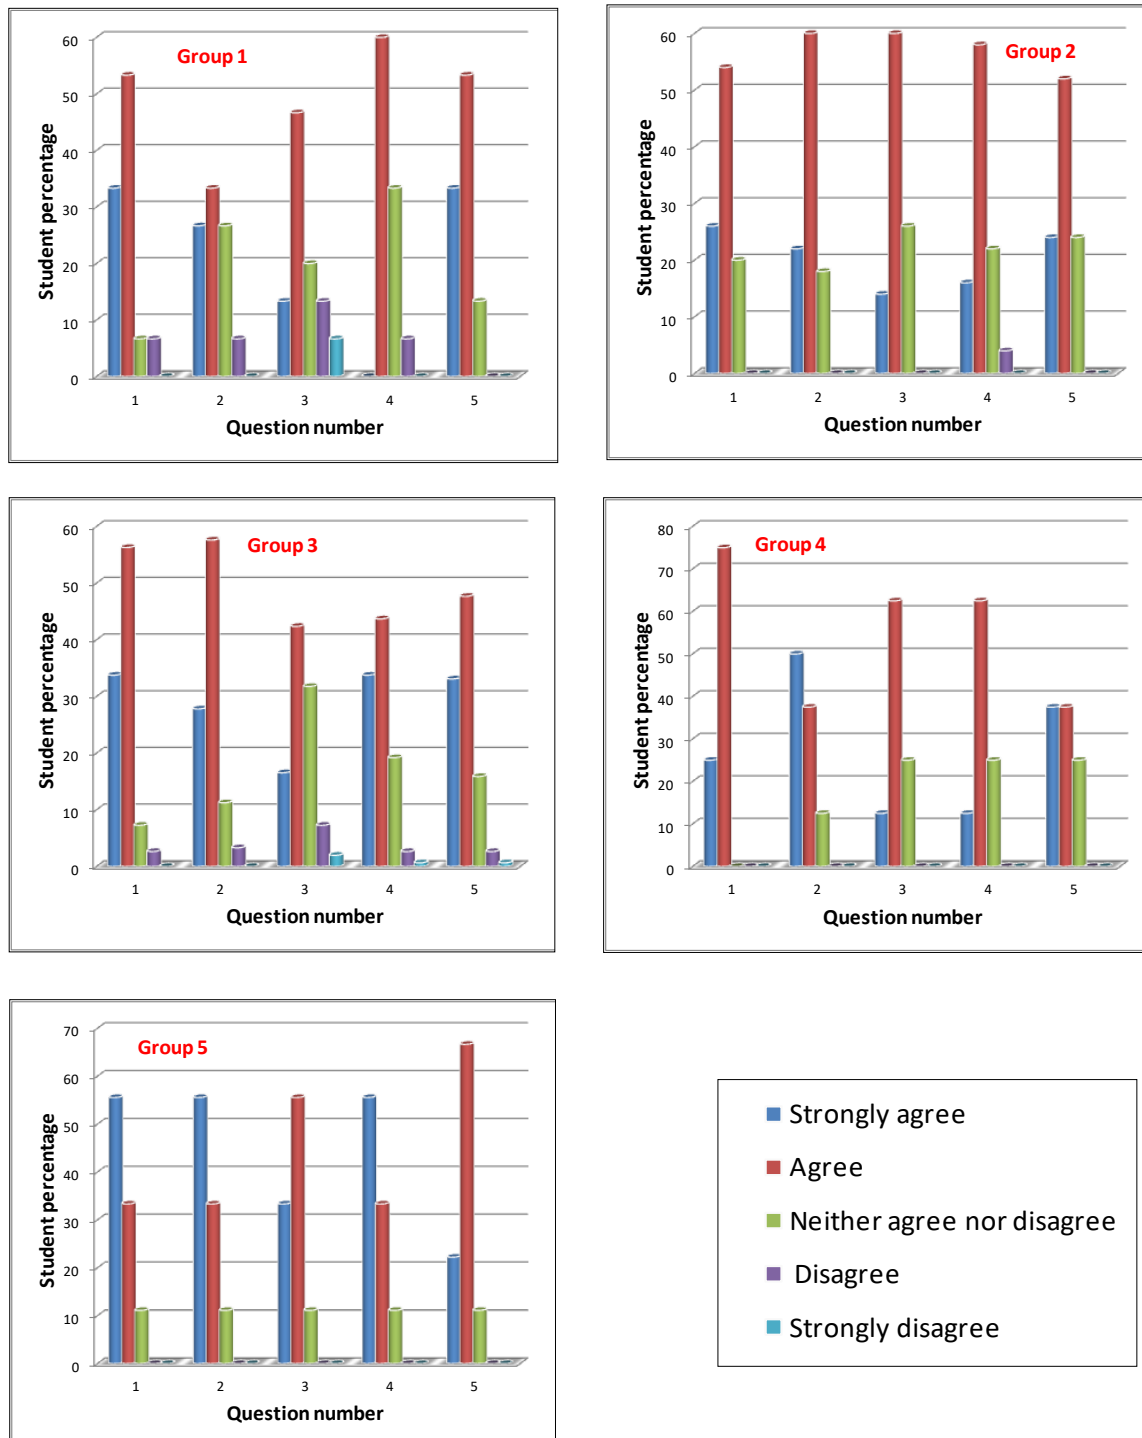 Group 1
Student percentage
60
50
40
30
20
10
0
1 2 3 4 5
Question number
Group 2
Student percentage
60
50
40
30
20
10
0
1 2 3 4 5
Question number
Group 3
Student percentage
60
50
40
30
20
10
0
1 2 3 4 5
Question number
Group 4
Student percentage
80
70
60
50
40
30
20
10
0
1 2 3 4 5
Question number
Group 5
Student percentage
70
60
50
40
30
20
10
0
1 2 3 4 5
Question number
Strongly agree
Agree
Neither agree nor disagree
Disagree
Strongly disagree